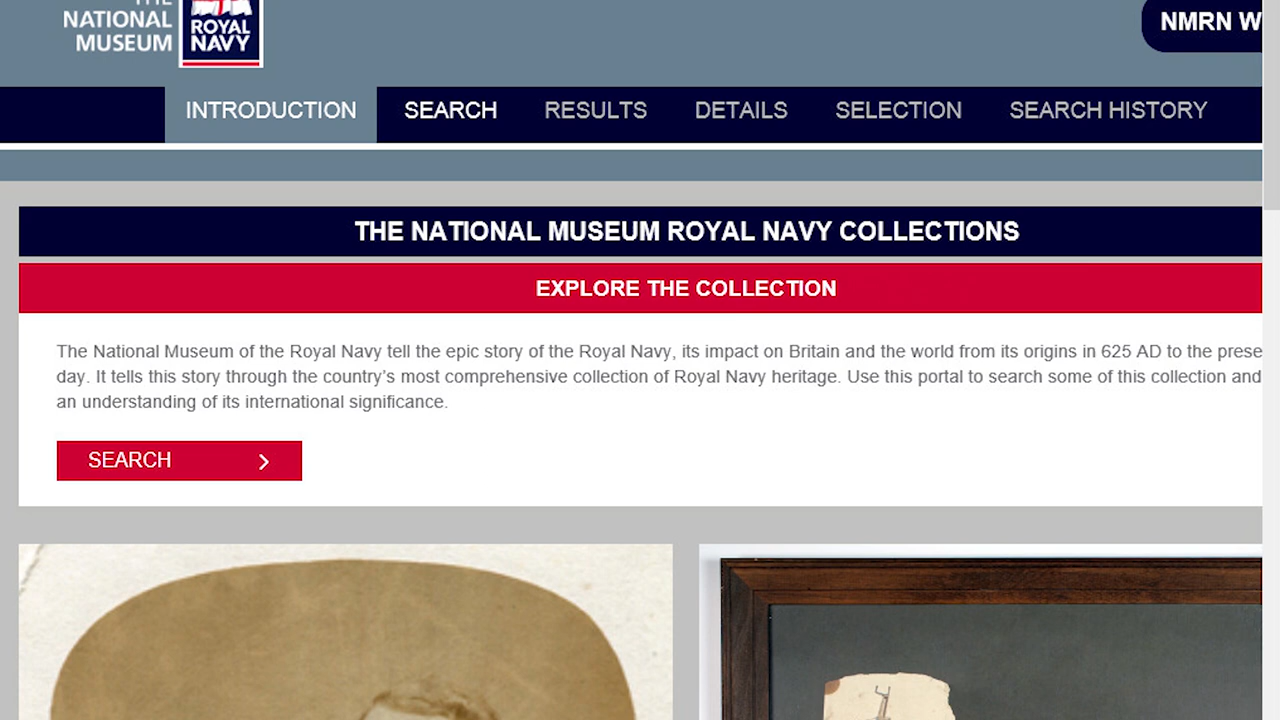 THE
NATIONAL
MUSEUM
ROYAL
NAVY
NMRN W
INTRODUCTION SEARCH RESULTS DETAILS SELECTION SEARCH HISTORY
THE NATIONAL MUSEUM ROYAL NAVY COLLECTIONS
EXPLORE THE COLLECTION
The National Museum of the Royal Navy tell the epic story of the Royal Navy, its impact on Britain and the world from its origins in 625 AD to the prese
day. It tells this story through the country’s most comprehensive collection of Royal Navy heritage. Use this portal to search some of this collection and
an understanding of its international significance.
SEARCH